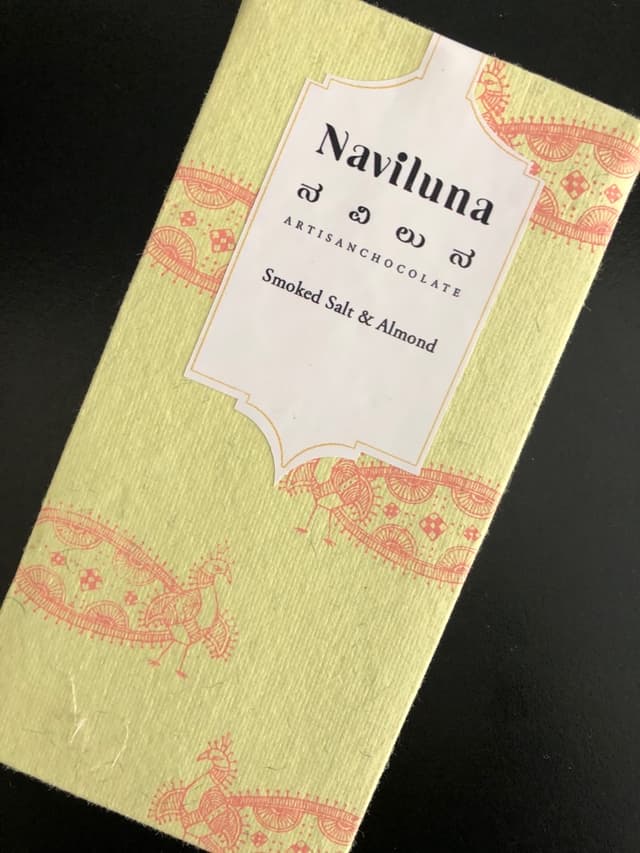 Naviluna
ನ ವಿ ಲು ನ
ARTISANCHOCOLATE
Smoked Salt & Almond